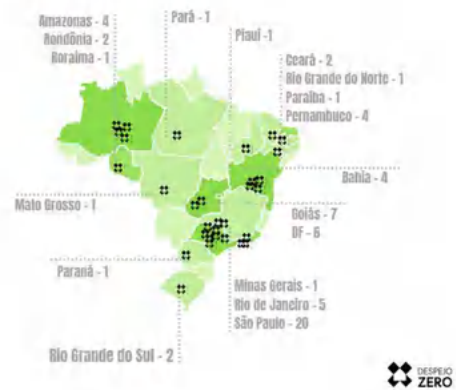 Amazonas - 4
Rondônia - 2
Roraima - 1
Pará - 1
Piauí - 1
Ceará - 2
Rio Grande do Norte - 1
Paraíba - 1
Pernambuco - 4
Bahia - 4
Mato Grosso - 1
Goiás - 7
DF - 6
Paraná - 1
Minas Gerais - 1
Rio de Janeiro - 5
São Paulo - 20
Rio Grande do Sul - 2
DESPEJO
ZERO